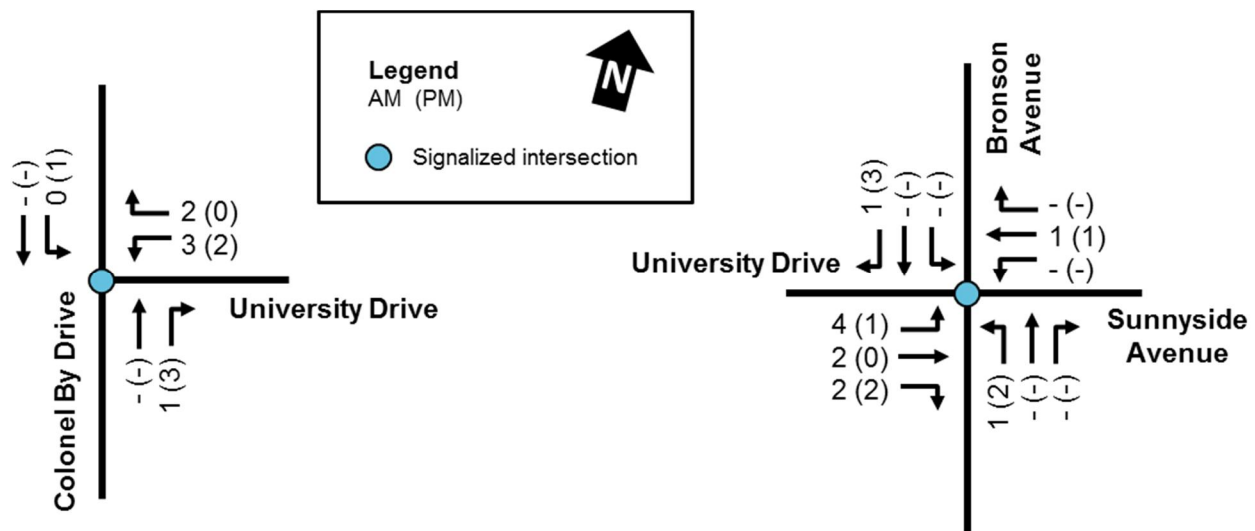 Legend
AM (PM)
N
Signalized intersection
- (-)
0 (1)
2 (0)
3 (2)
University Drive
Colonel By Drive
- (-)
1 (3)
Bronson
Avenue
1 (3)
- (-)
- (-)
- (-)
1 (1)
- (-)
University Drive
4 (1)
2 (0)
2 (2)
1 (2)
- (-)
- (-)
Sunnyside
Avenue